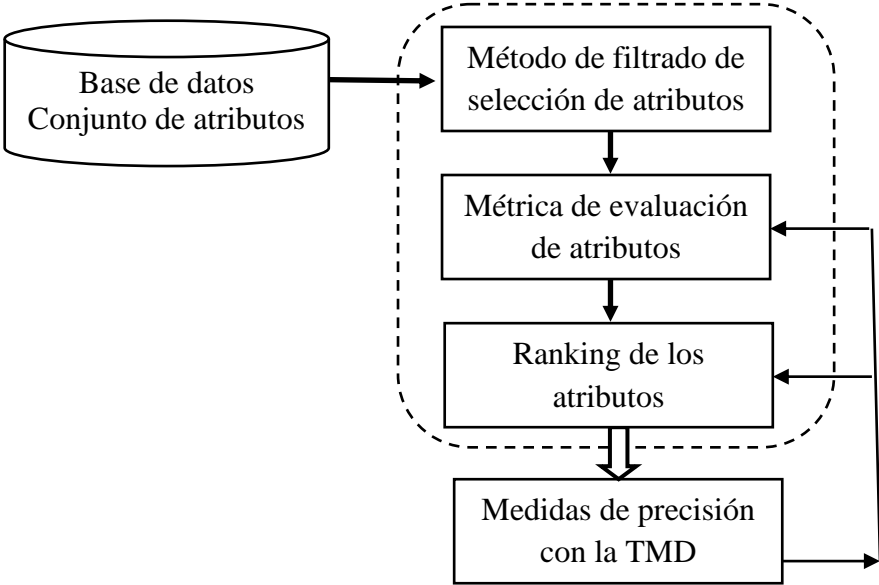 Base de datos
Conjunto de atributos
Método de filtrado de
selección de atributos
Métrica de evaluación
de atributos
Ranking de los
atributos
Medidas de precisión
con la TMD